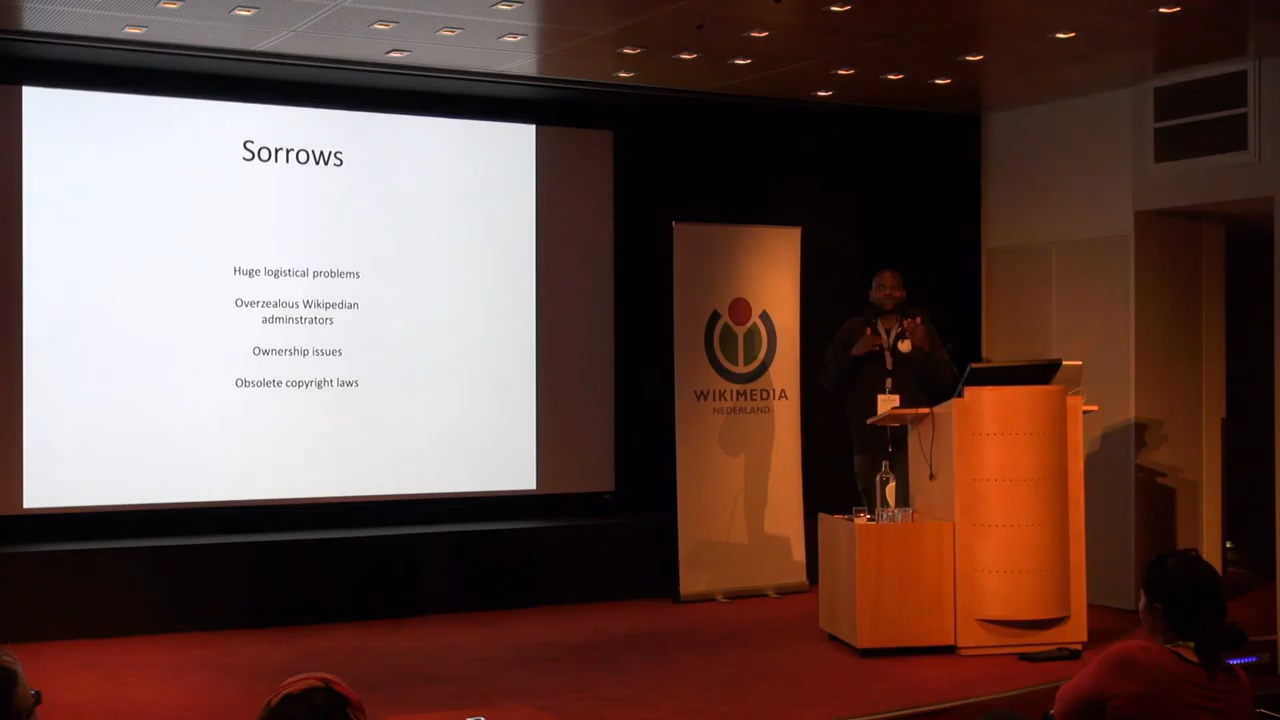 Sorrows
Huge logistical problems
Overzealous Wikipedian
adminstrators
Ownership issues
Obsolete copyright laws
WIKIMEDIA
NEDERLAND